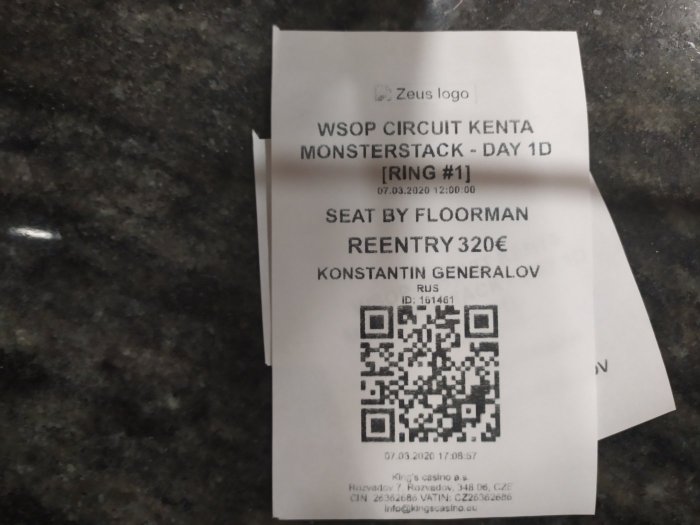 Zeus logo
WSOP CIRCUIT KENTA
MONSTERSTACK - DAY 1D
[RING #1]
07.03.2020 12:00:00
SEAT BY FLOORMAN
REENTRY 320€
KONSTANTIN GENERALOV
RUS
ID: 161461
07.03.2020 17:08:57
King's casino a.s.
Rozvadov 7, Rozvadov, 348 06, CZE
CIN: 26362686 VATIN: CZ26362686
info@kingscasino.eu
OV